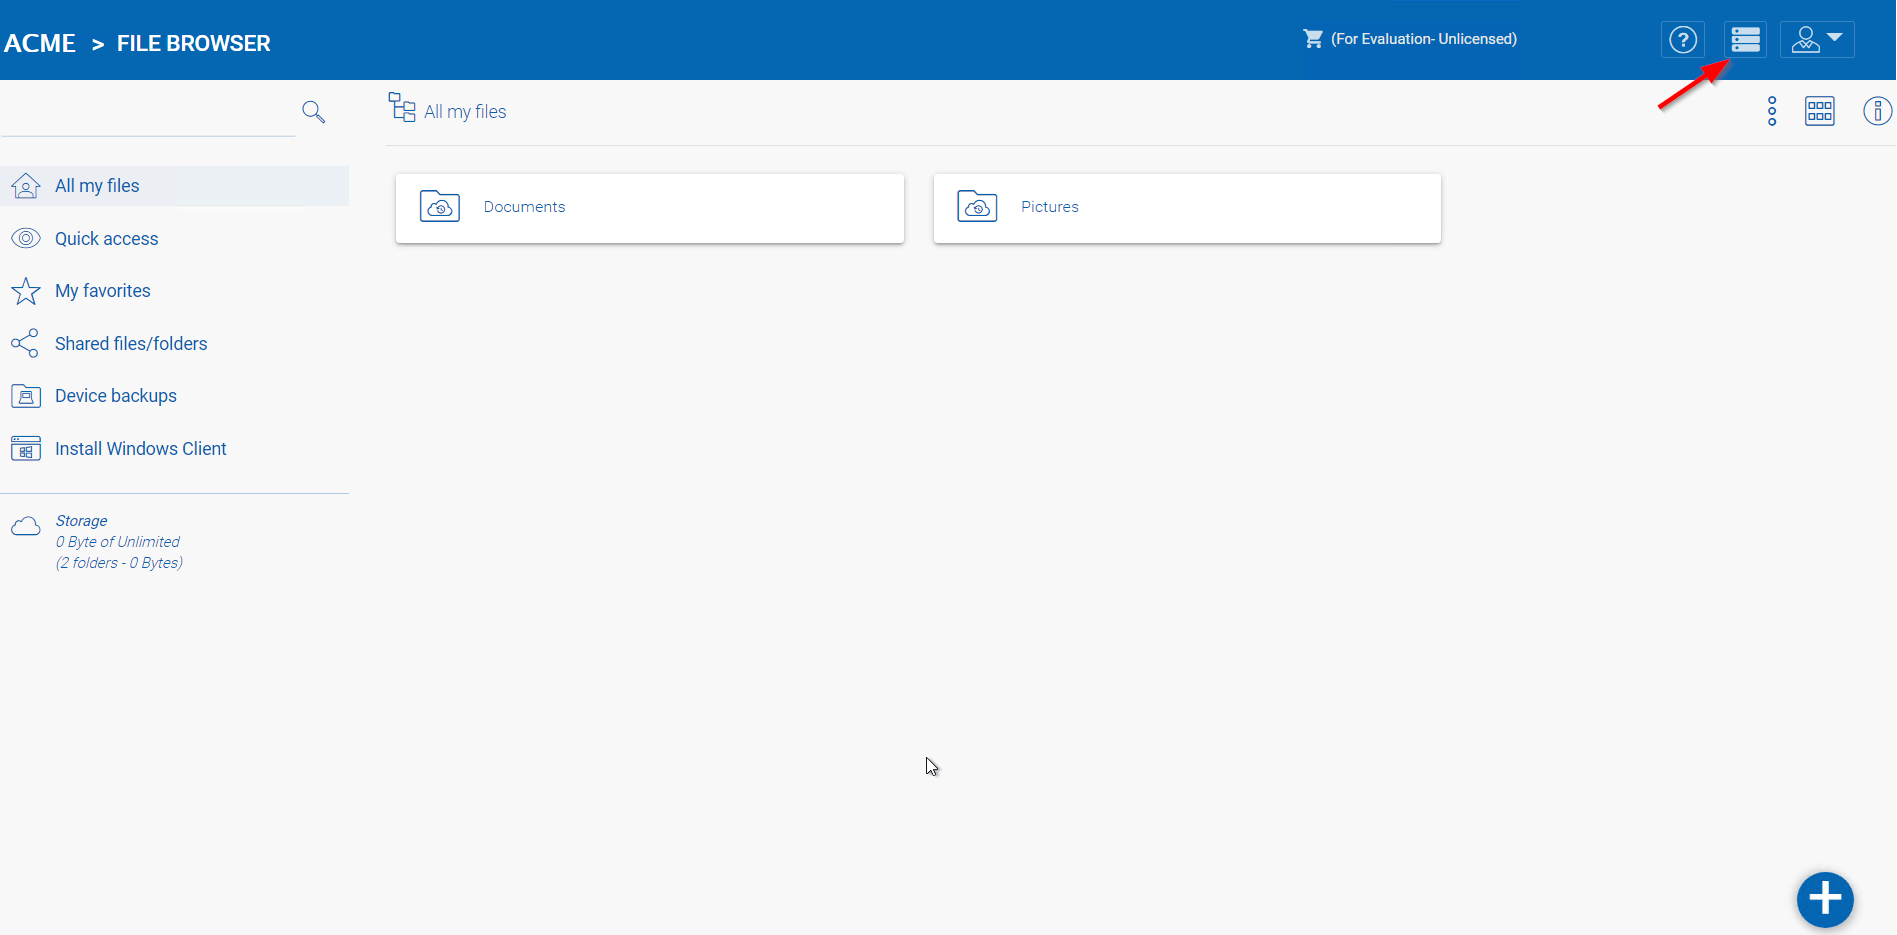 ACME > FILE BROWSER
(For Evaluation- Unlicensed)
All my files
All my files
Quick access
My favorites
Shared files/folders
Device backups
Install Windows Client
Storage
0 Byte of Unlimited
(2 folders - 0 Bytes)
Documents
Pictures